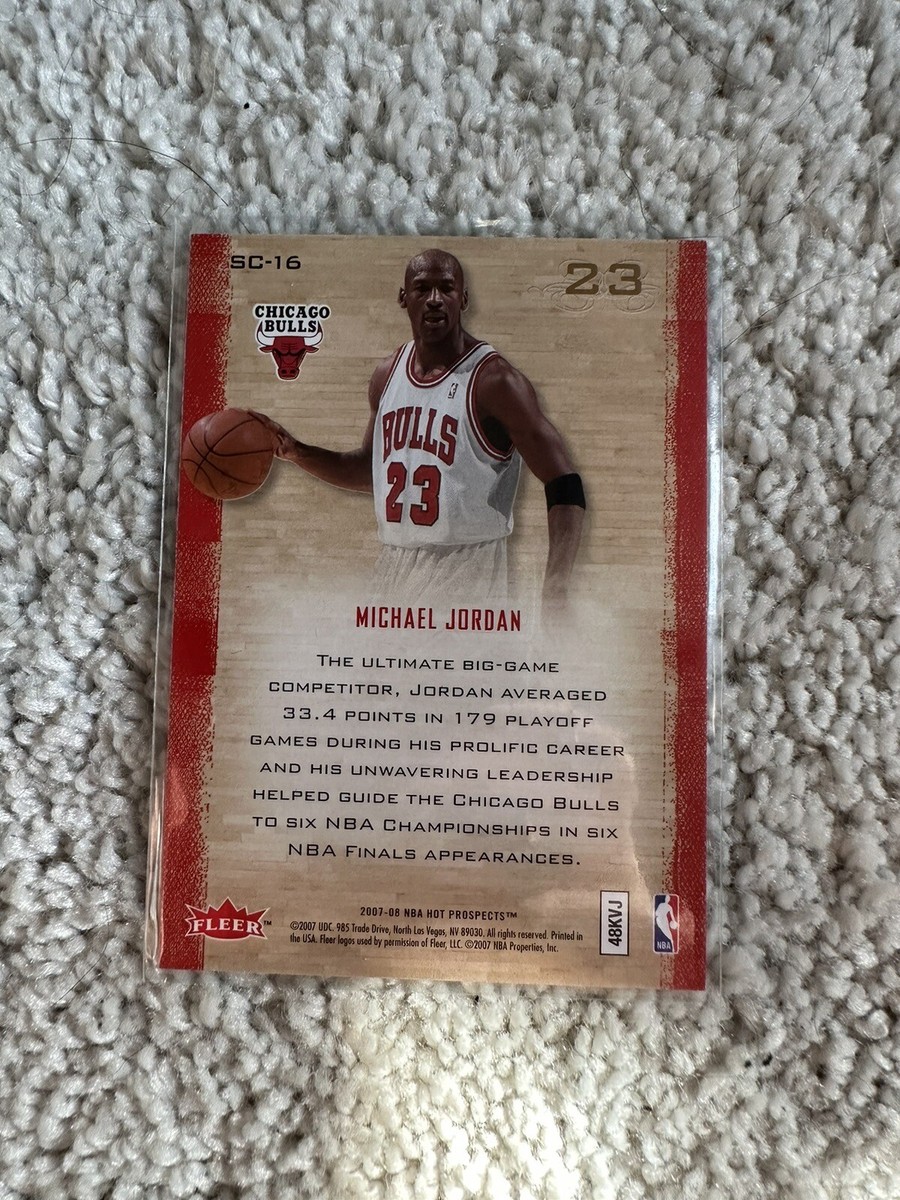 SC-16
23
CHICAGO
BULLS
BULLS
23
MICHAEL JORDAN
THE ULTIMATE BIG-GAME
COMPETITOR, JORDAN AVERAGED
33.4 POINTS IN 179 PLAYOFF
GAMES DURING HIS PROLIFIC CAREER
AND HIS UNWAVERING LEADERSHIP
HELPED GUIDE THE CHICAGO BULLS
TO SIX NBA CHAMPIONSHIPS IN SIX
NBA FINALS APPEARANCES.
FLEER™
2007-08 NBA HOT PROSPECTS™
©2007 UDC. 985 Trade Drive, North Las Vegas, NV 89030. All rights reserved. Printed in
the USA. Fleer logos used by permission of Fleer, LLC. ©2007 NBA Properties, Inc.
48KVJ
NBA